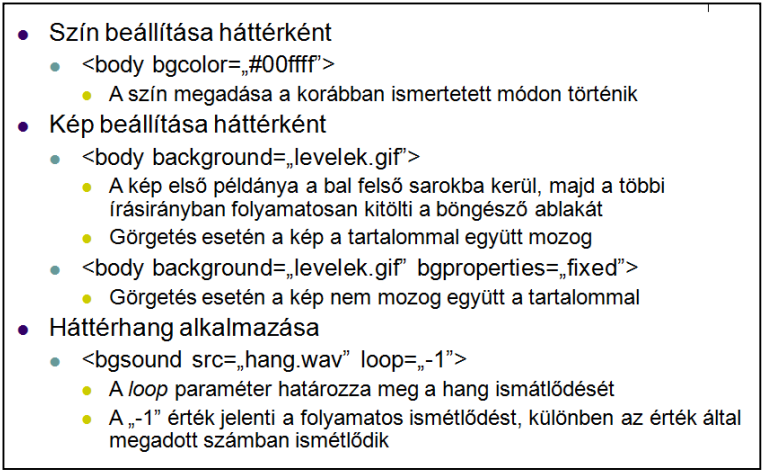 Szín beállítása háttérként
<body bgcolor=„#00ffff”>
A szín megadása a korábban ismertetett módon történik
Kép beállítása háttérként
<body background=„levelek.gif”>
A kép első példánya a bal felső sarokba kerül, majd a többi
írásirányban folyamatosan kitölti a böngésző ablakát
Görgetés esetén a kép a tartalommal együtt mozog
<body background=„levelek.gif” bgproperties=„fixed”>
Görgetés esetén a kép nem mozog együtt a tartalommal
Háttérhang alkalmazása
<bgsound src=„hang.wav” loop=„-1”>
A loop paraméter határozza meg a hang ismátlődését
A „-1” érték jelenti a folyamatos ismétlődést, különben az érték által
megadott számban ismétlődik